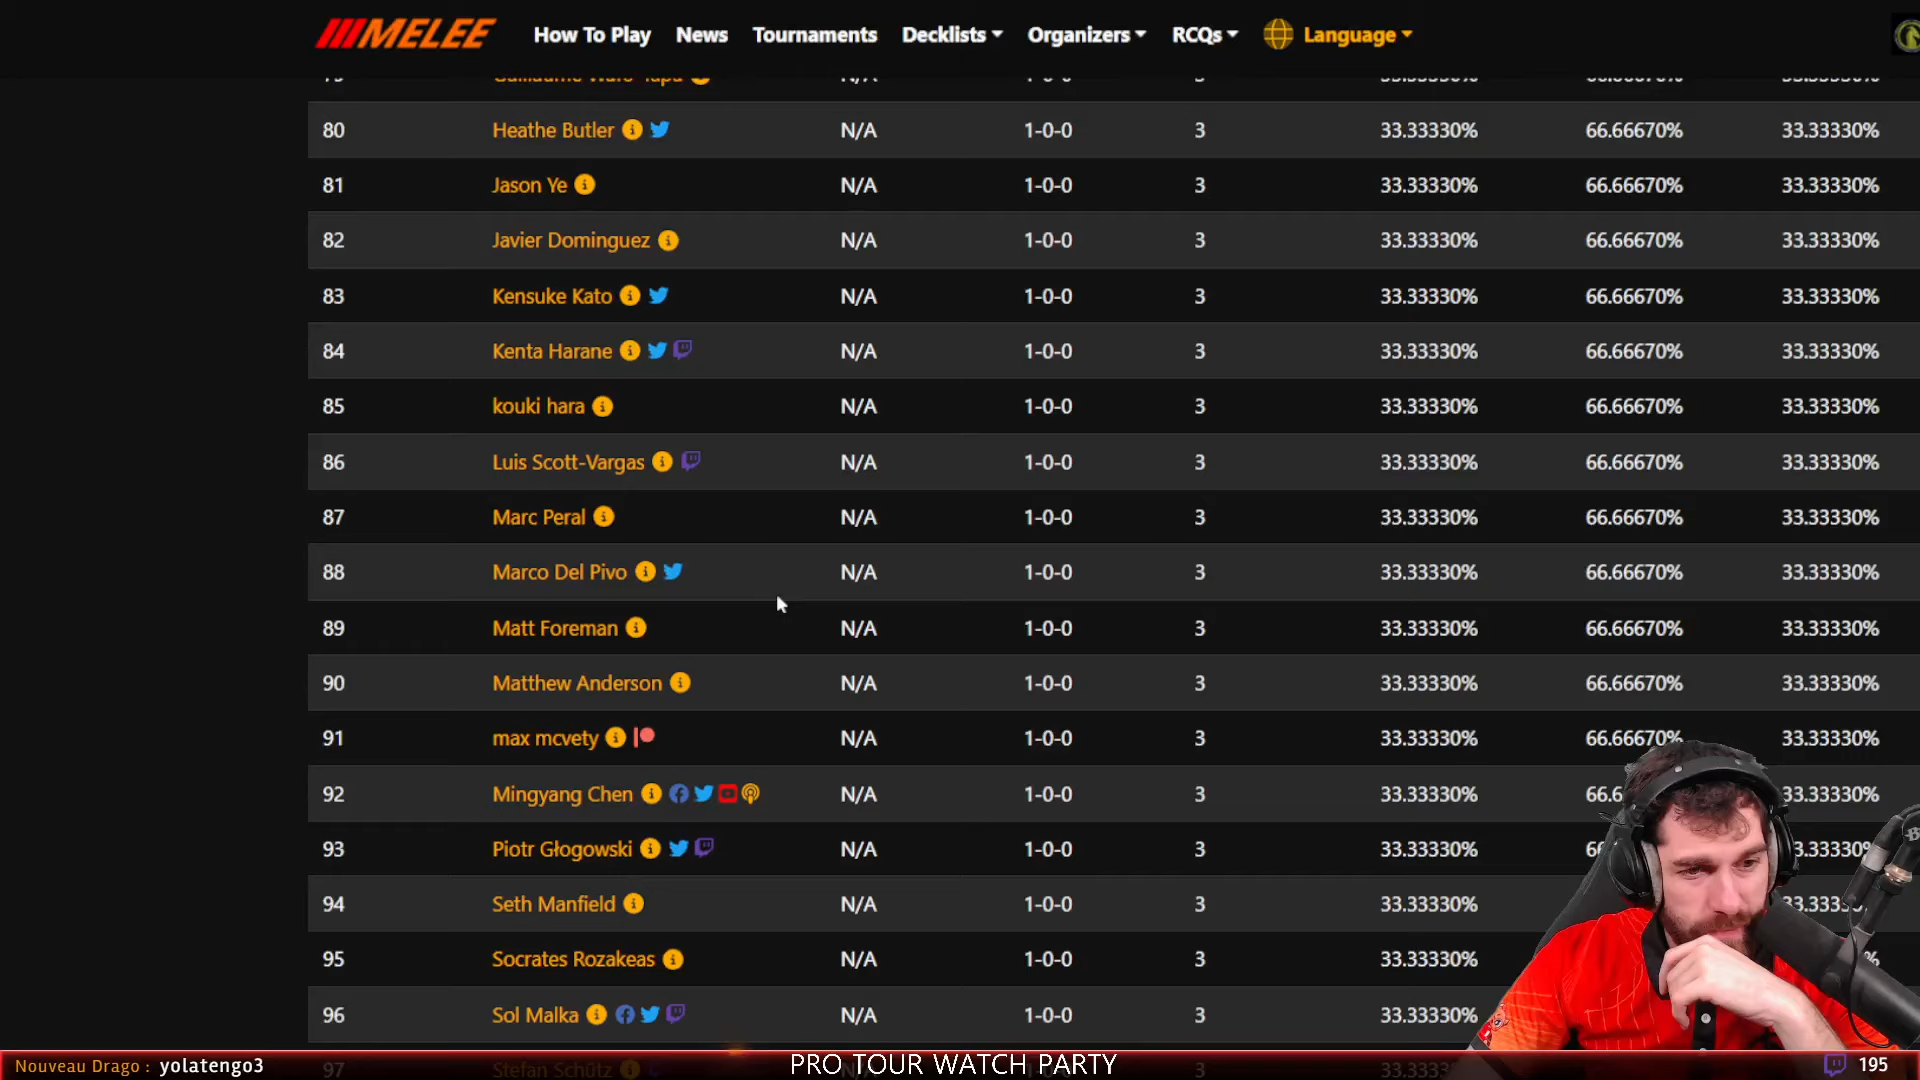 MELEE How To Play News Tournaments Decklists Organizers RCQs Language
80 Heathe Butler N/A 1-0-0 3 33.33330% 66.66670% 33.33330%
81 Jason Ye N/A 1-0-0 3 33.33330% 66.66670% 33.33330%
82 Javier Dominguez N/A 1-0-0 3 33.33330% 66.66670% 33.33330%
83 Kensuke Kato N/A 1-0-0 3 33.33330% 66.66670% 33.33330%
84 Kenta Harane N/A 1-0-0 3 33.33330% 66.66670% 33.33330%
85 kouki hara N/A 1-0-0 3 33.33330% 66.66670% 33.33330%
86 Luis Scott-Vargas N/A 1-0-0 3 33.33330% 66.66670% 33.33330%
87 Marc Peral N/A 1-0-0 3 33.33330% 66.66670% 33.33330%
88 Marco Del Pivo N/A 1-0-0 3 33.33330% 66.66670% 33.33330%
89 Matt Foreman N/A 1-0-0 3 33.33330% 66.66670% 33.33330%
90 Matthew Anderson N/A 1-0-0 3 33.33330% 66.66670% 33.33330%
91 max mcvety N/A 1-0-0 3 33.33330% 66.66670% 33.33330%
92 Mingyang Chen N/A 1-0-0 3 33.33330% 33.33330%
93 Piotr Głogowski N/A 1-0-0 3 33.33330%
94 Seth Manfield N/A 1-0-0 3 33.33330%
95 Socrates Rozakeas N/A 1-0-0 3 33.33330%
96 Sol Malka N/A 1-0-0 3 33.33330%
97 Stefan Schütz
Nouveau Drago : yolatengo3 PRO TOUR WATCH PARTY 195